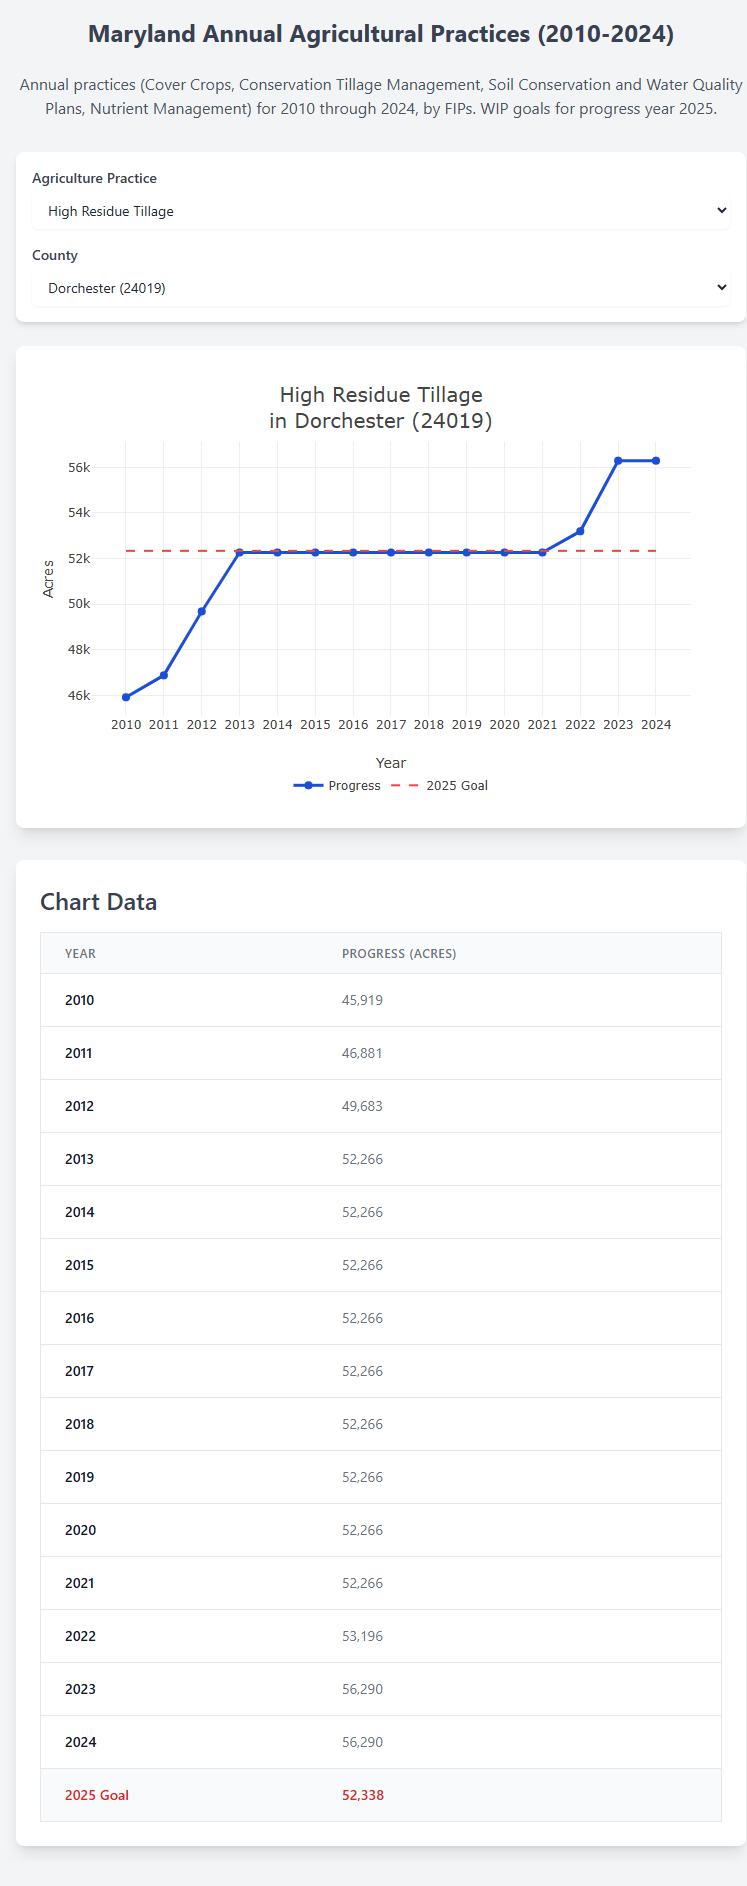 Maryland Annual Agricultural Practices (2010-2024)
Annual practices (Cover Crops, Conservation Tillage Management, Soil Conservation and Water Quality
Plans, Nutrient Management) for 2010 through 2024, by FIPs. WIP goals for progress year 2025.
Agriculture Practice
High Residue Tillage
County
Dorchester (24019)
High Residue Tillage
in Dorchester (24019)
Acres
56k
54k
52k
50k
48k
46k
2010 2011 2012 2013 2014 2015 2016 2017 2018 2019 2020 2021 2022 2023 2024
Year
Progress 2025 Goal
Chart Data
YEAR PROGRESS (ACRES)
2010 45,919
2011 46,881
2012 49,683
2013 52,266
2014 52,266
2015 52,266
2016 52,266
2017 52,266
2018 52,266
2019 52,266
2020 52,266
2021 52,266
2022 53,196
2023 56,290
2024 56,290
2025 Goal 52,338